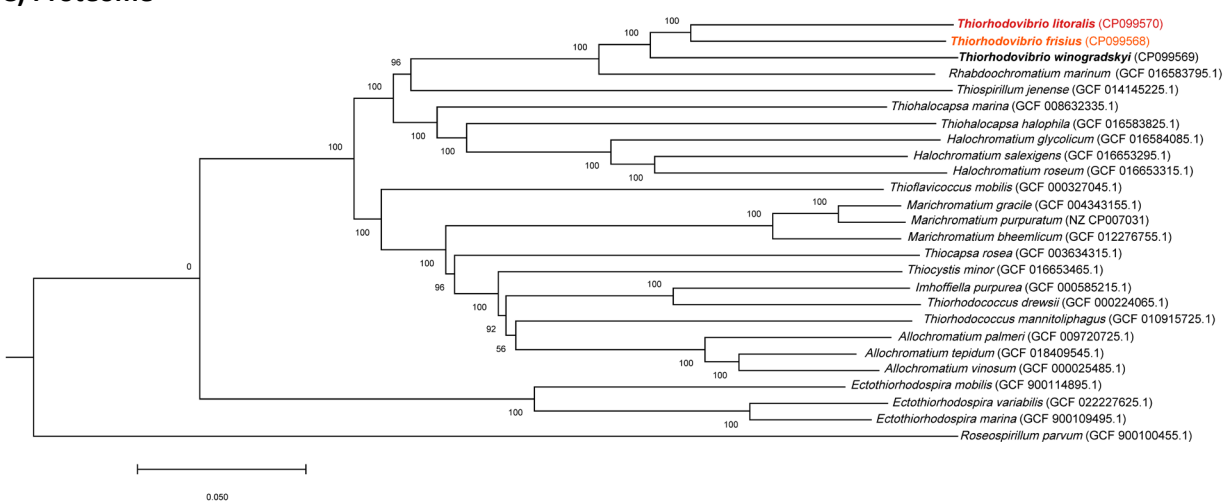 100
Thiorhodovibrio litoralis (CP099570)
100
Thiorhodovibrio frisius (CP099568)
100
Thiorhodovibrio winogradskyi (CP099569)
96
Rhabdoochromatium marinum (GCF 016583795.1)
100
Thiospirillum jenense (GCF 014145225.1)
Thiohalocapsa marina (GCF 008632335.1)
100
Thiohalocapsa halophila (GCF 016583825.1)
100
100
Halochromatium glycolicum (GCF 016584085.1)
100
Halochromatium salexigens (GCF 016653295.1)
100
Halochromatium roseum (GCF 016653315.1)
Thioflavicoccus mobilis (GCF 000327045.1)
100
Marichromatium gracile (GCF 004343155.1)
100
Marichromatium purpuratum (NZ CP007031)
100
Marichromatium bheemlicum (GCF 012276755.1)
100
Thiocapsa rosea (GCF 003634315.1)
0
96
Thiocystis minor (GCF 016653465.1)
100
Imhoffiella purpurea (GCF 000585215.1)
100
Thiorhodococcus drewsii (GCF 000224065.1)
92
Thiorhodococcus mannitoliphagus (GCF 010915725.1)
56
Allochromatium palmeri (GCF 009720725.1)
100
Allochromatium tepidum (GCF 018409545.1)
100
Allochromatium vinosum (GCF 000025485.1)
Ectothiorhodospira mobilis (GCF 900114895.1)
100
Ectothiorhodospira variabilis (GCF 022227625.1)
100
Ectothiorhodospira marina (GCF 900109495.1)
Roseospirillum parvum (GCF 900100455.1)
0.050